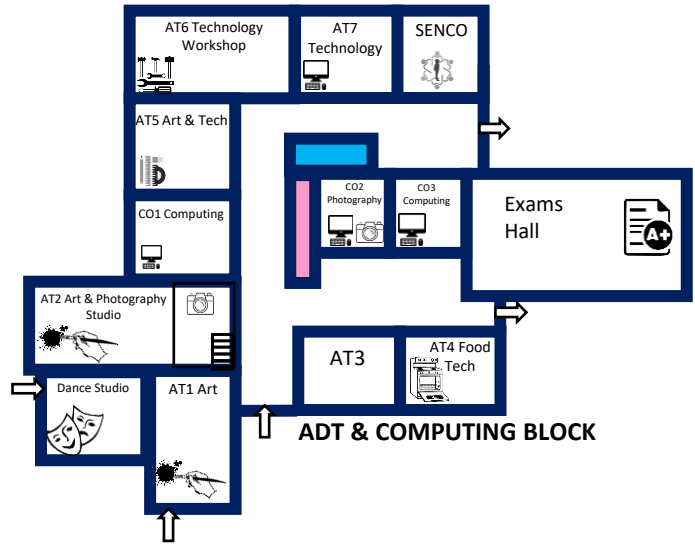 AT6 Technology
Workshop
AT7
Technology
SENCO
AT5 Art & Tech
CO2
Photography
CO3
Computing
Exams
Hall
A+
CO1 Computing
AT2 Art & Photography
Studio
AT3
AT4 Food
Tech
Dance Studio
AT1 Art
ADT & COMPUTING BLOCK